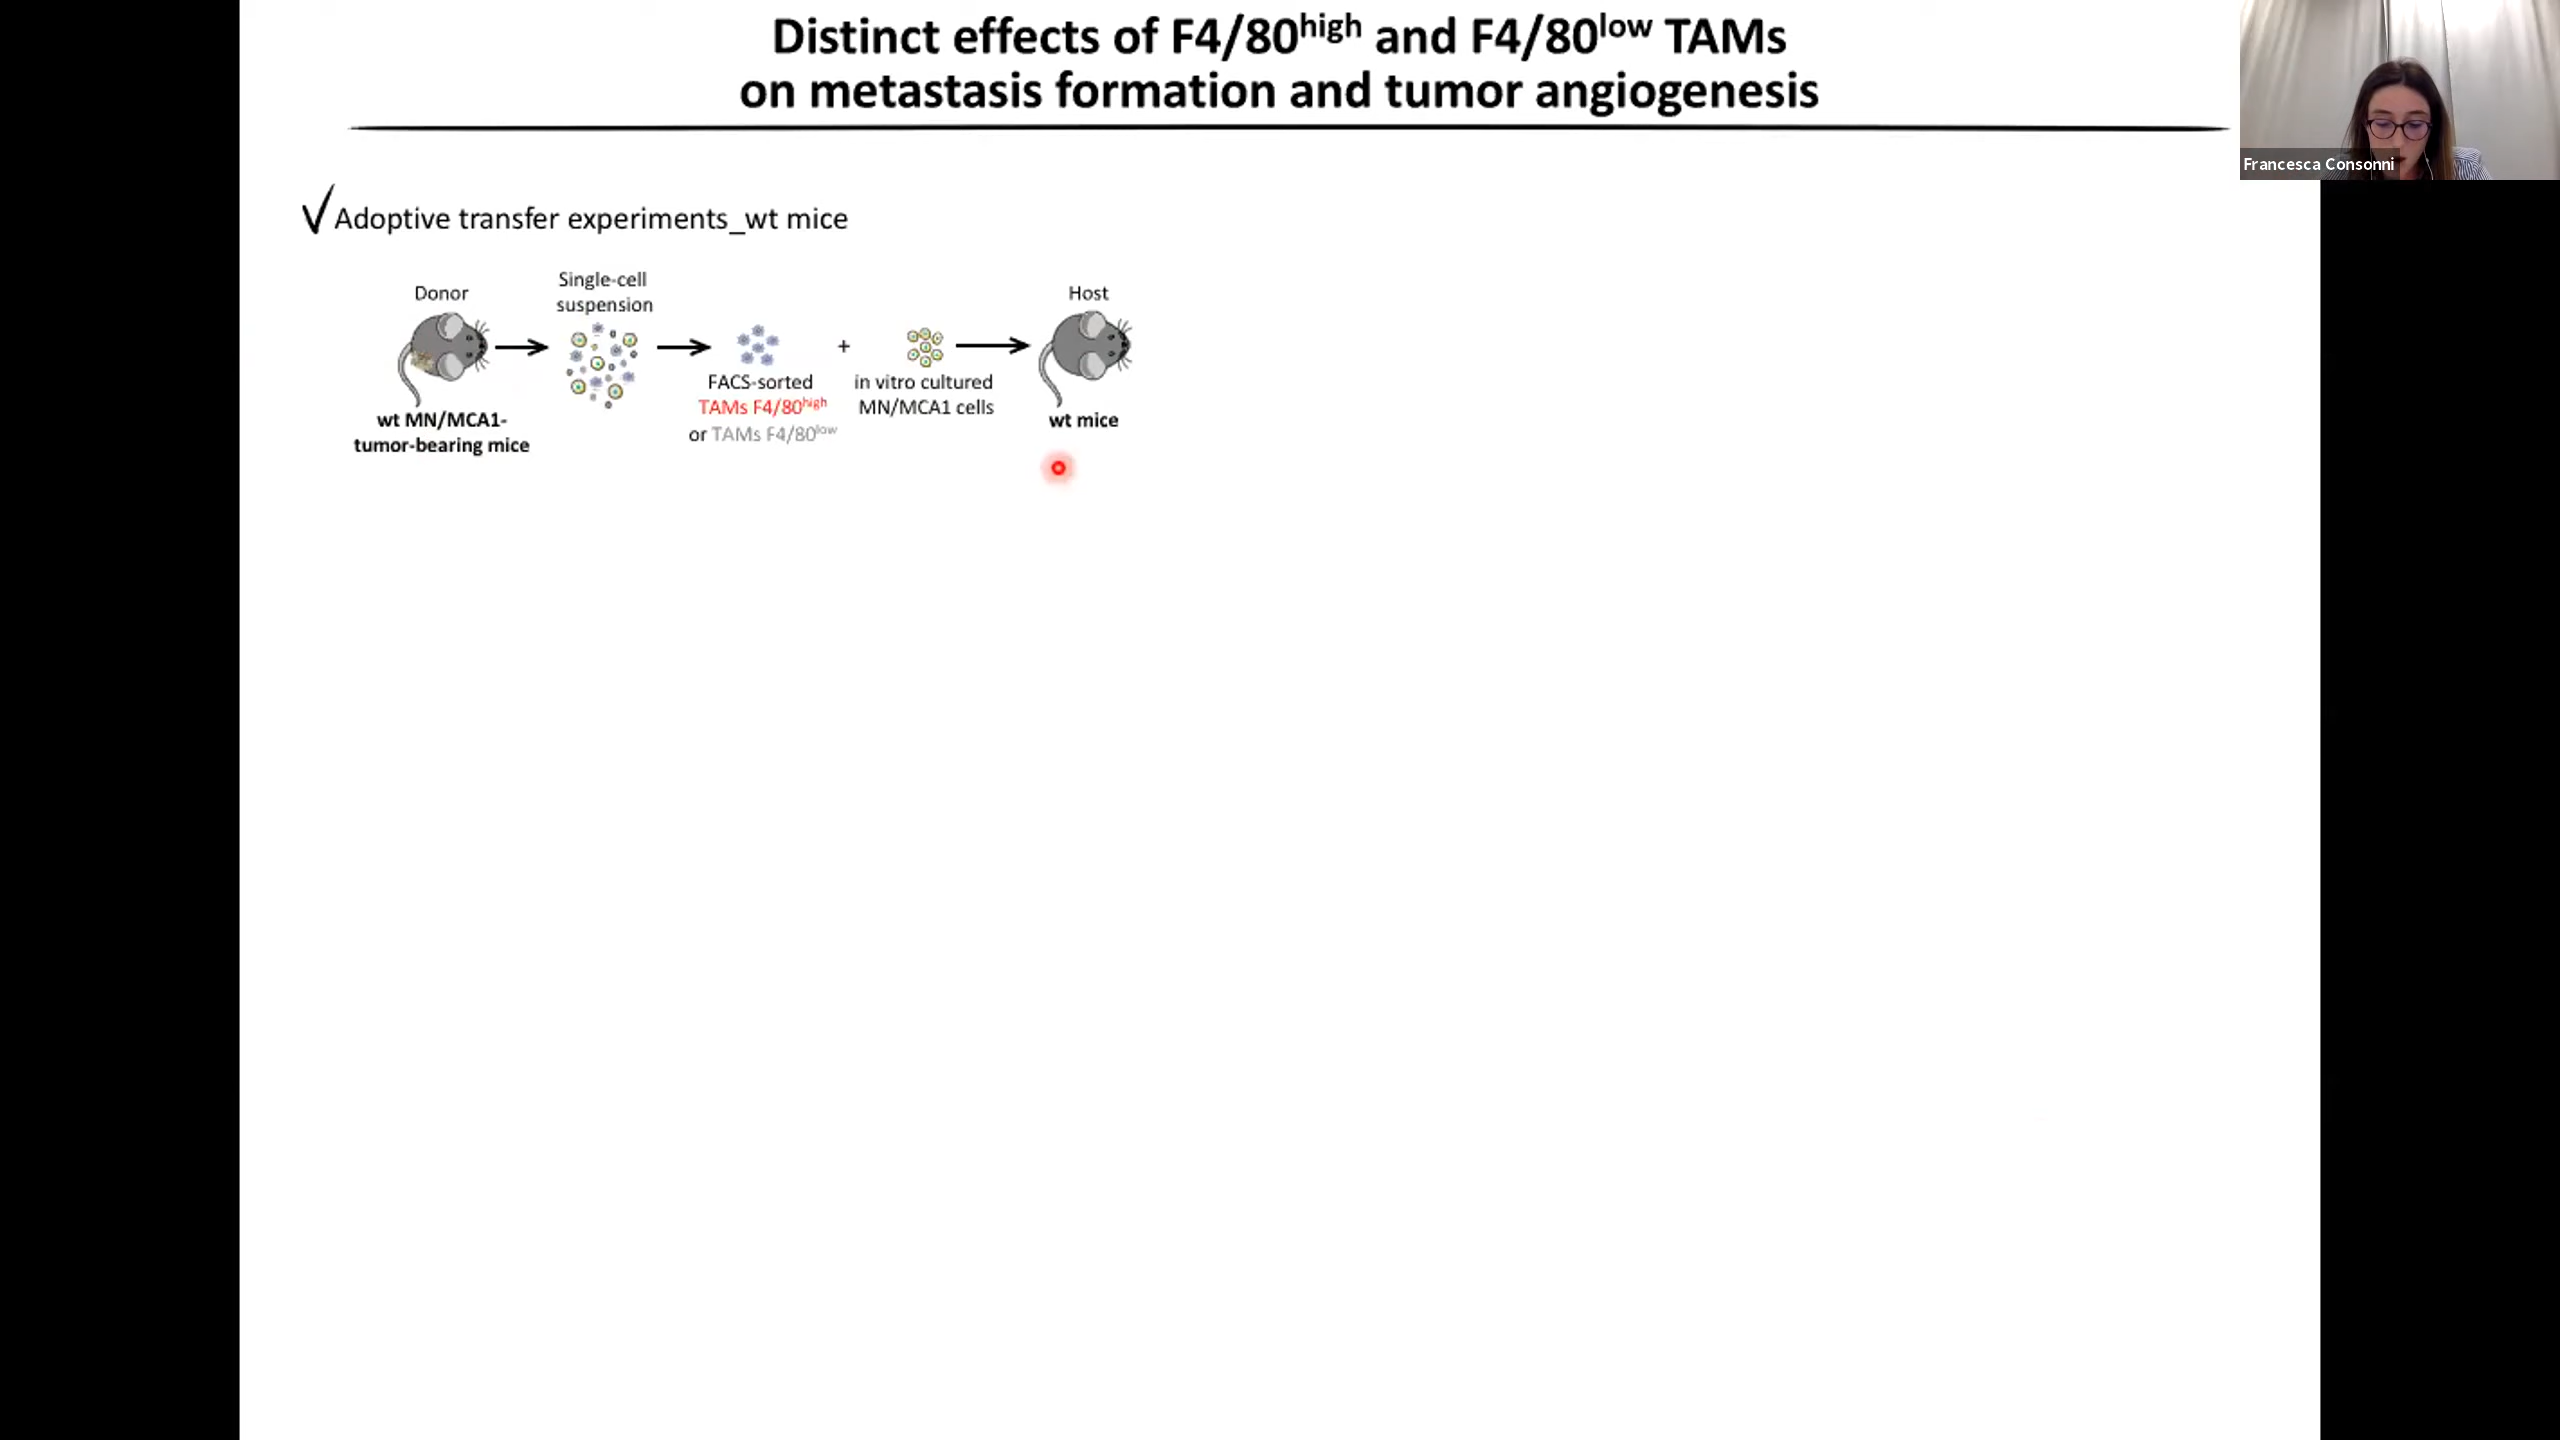 Distinct effects of F4/80high and F4/80low TAMs
on metastasis formation and tumor angiogenesis
Francesca Consonni
√Adoptive transfer experiments_wt mice
Donor
Single-cell
suspension
Host
+
FACS-sorted
TAMs F4/80high
or TAMs F4/80low
in vitro cultured
MN/MCA1 cells
wt MN/MCA1-
tumor-bearing mice
wt mice